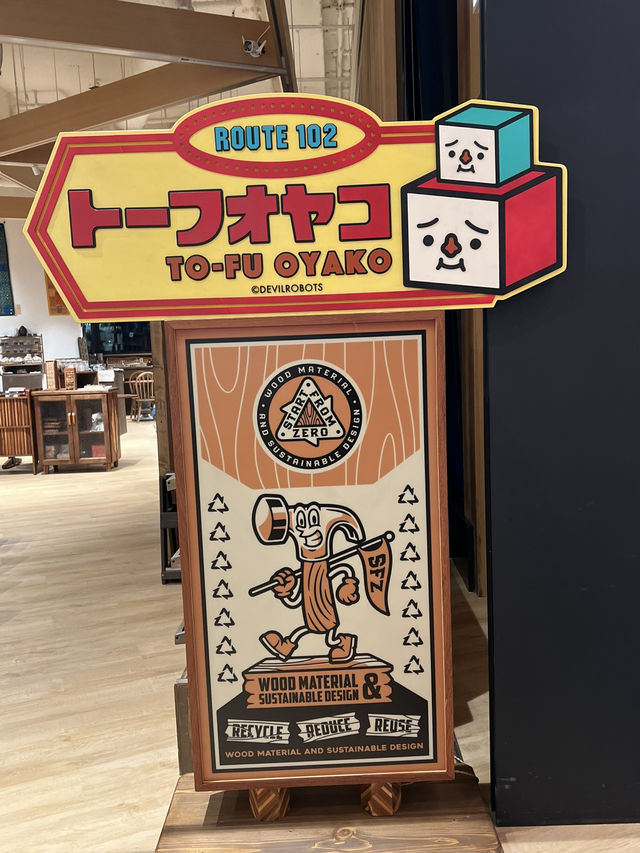 ROUTE 102
トーフオヤコ
TO-FU OYAKO
©DEVILROBOTS
WOOD MATERIAL
AND SUSTAINABLE DESIGN
START FROM
ZERO
SFZ
WOOD MATERIAL &
SUSTAINABLE DESIGN
RECYCLE REDUCE REUSE
WOOD MATERIAL AND SUSTAINABLE DESIGN